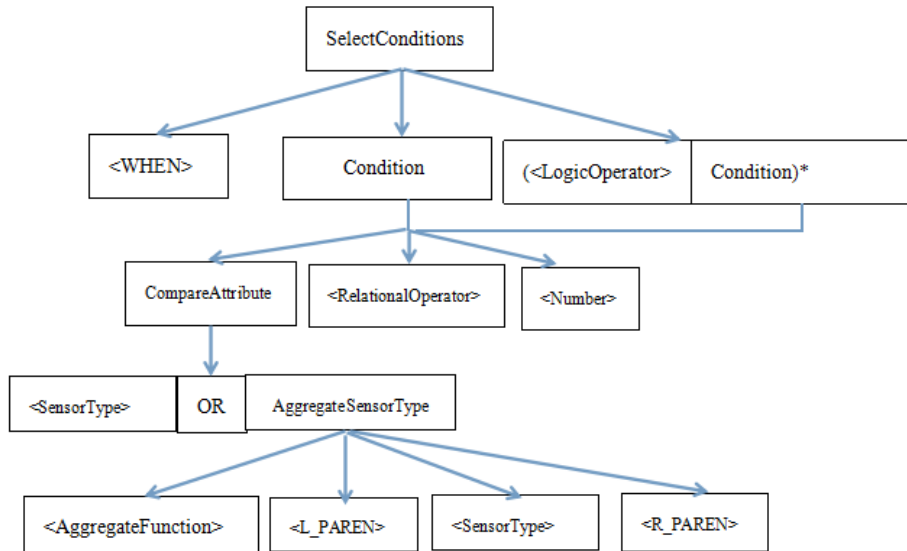 SelectConditions
<WHEN>
Condition
(<LogicOperator> Condition)*
CompareAttribute
<RelationalOperator>
<Number>
<SensorType>
OR
AggregateSensorType
<AggregateFunction>
<L_PAREN>
<SensorType>
<R_PAREN>